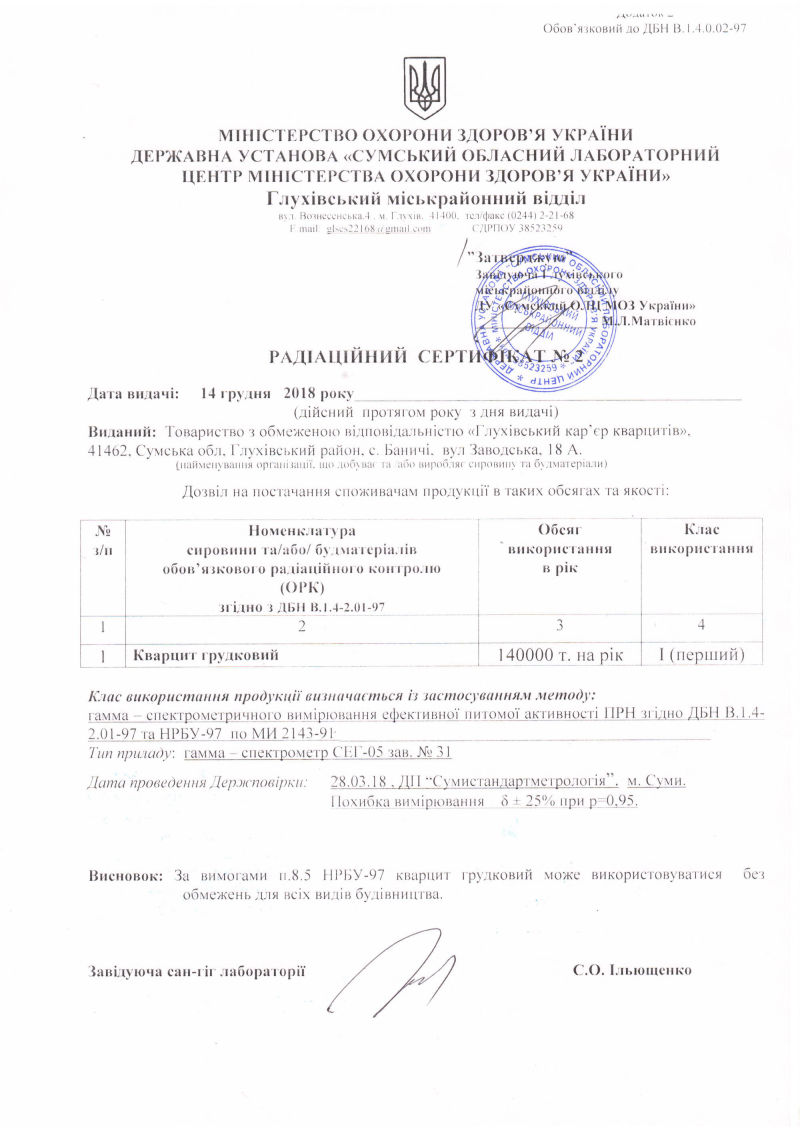 Додаток 2
Обов’язковий до ДБН В.1.4.0.02-97
МІНІСТЕРСТВО ОХОРОНИ ЗДОРОВ’Я УКРАЇНИ
ДЕРЖАВНА УСТАНОВА «СУМСЬКИЙ ОБЛАСНИЙ ЛАБОРАТОРНИЙ
ЦЕНТР МІНІСТЕРСТВА ОХОРОНИ ЗДОРОВ’Я УКРАЇНИ»
Глухівський міськрайонний відділ
вул. Вознесенська,4 . м. Глухів, 41400, тел/факс (0244) 2-21-68
E mail glses22168@gmail.com ЄДРПОУ 38523259
"Затверджую"
Завідуюча Глухівського
міськрайонного відділу
ДУ «Сумський ОЛЦ МОЗ України»
М.Л.Матвієнко
РАДІАЦІЙНИЙ СЕРТИФІКАТ № 2
Дата видачі: 14 грудня 2018 року
(дійсний протягом року з дня видачі)
Виданий: Товариство з обмеженою відповідальністю «Глухівський кар’єр кварцитів»,
41462, Сумська обл, Глухівський район, с. Баничі, вул Заводська, 18 А.
(найменування організації, що добуває та або виробляє сировину та будматеріали)
Дозвіл на постачання споживачам продукції в таких обсягах та якості:
№ з/п
Номенклатура
сировини та/або/ будматеріалів
обов’язкового радіаційного контролю
(ОРК)
згідно з ДБН В.1.4-2.01-97
Обсяг
використання
в рік
Клас
використання
1 2 3 4
1 Кварцит грудковий 140000 т. на рік I (перший)
Клас використання продукції визначається із застосуванням методу:
гамма – спектрометричного вимірювання ефективної питомої активності ПРН згідно ДБН В.1.4-
2.01-97 та НРБУ-97 по МИ 2143-91
Тип приладу: гамма – спектрометр СЕГ-05 зав. № 31
Дата проведення Держповірки: 28.03.18 , ДП “Сумистандартметрологія”, м. Суми.
Похибка вимірювання δ ± 25% при р=0,95.
Висновок: За вимогами п.8.5 НРБУ-97 кварцит грудковий може використовуватися без
обмежень для всіх видів будівництва.
Завідуюча сан-гіг лабораторії С.О. Ільющенко